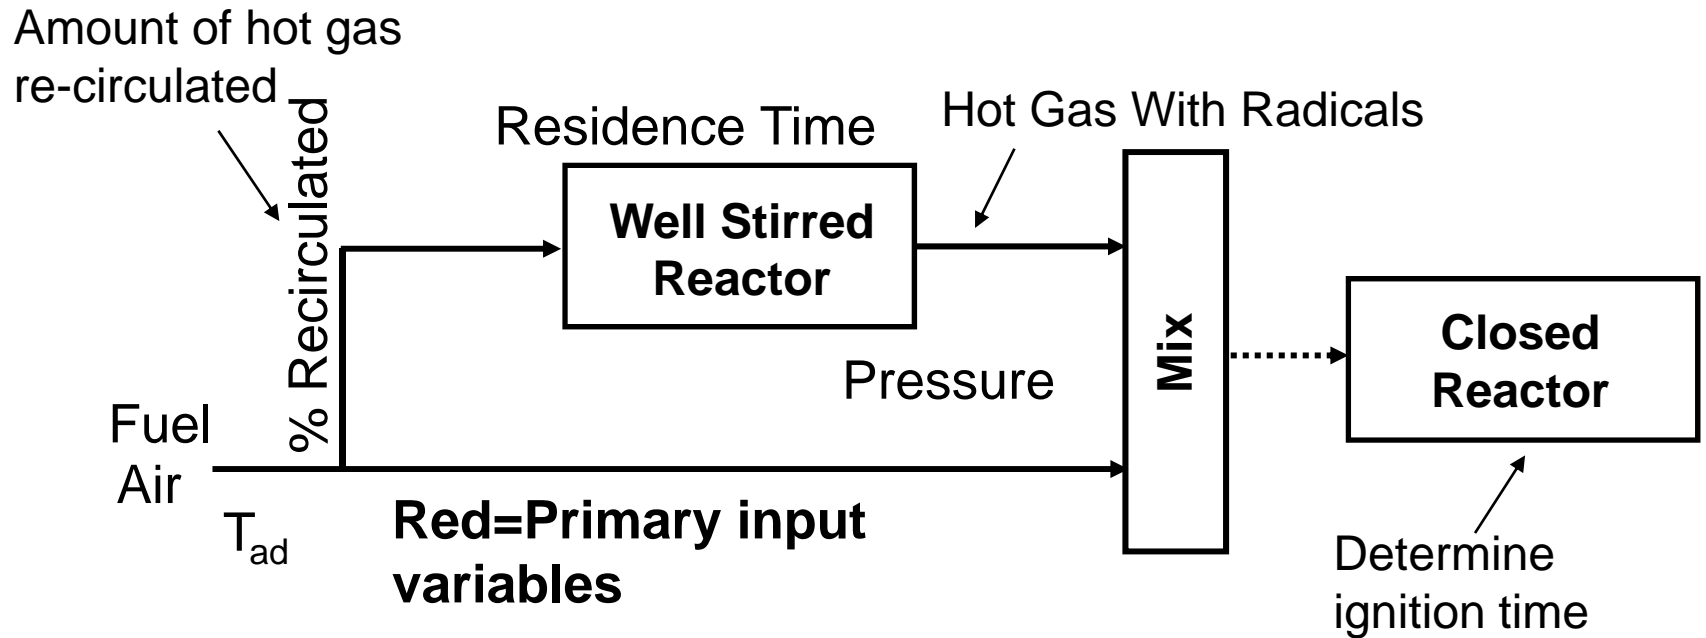 Amount of hot gas
re-circulated
% Recirculated
Residence Time
Hot Gas With Radicals
Well Stirred
Reactor
Mix
Closed
Reactor
Pressure
Fuel
Air
T_ad
Red=Primary input
variables
Determine
ignition time